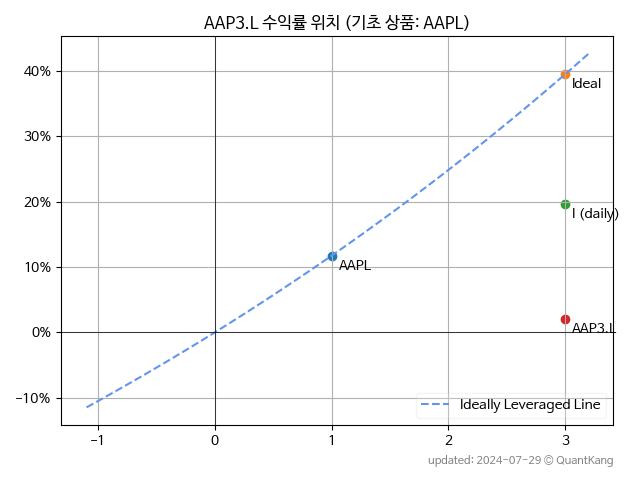 AAP3.L 수익률 위치 (기초 상품: AAPL)
40%
30%
20%
10%
0%
−10%
Ideal
I (daily)
AAPL
AAP3.L
Ideally Leveraged Line
−1
0
1
2
3
updated: 2024-07-29 © QuantKang